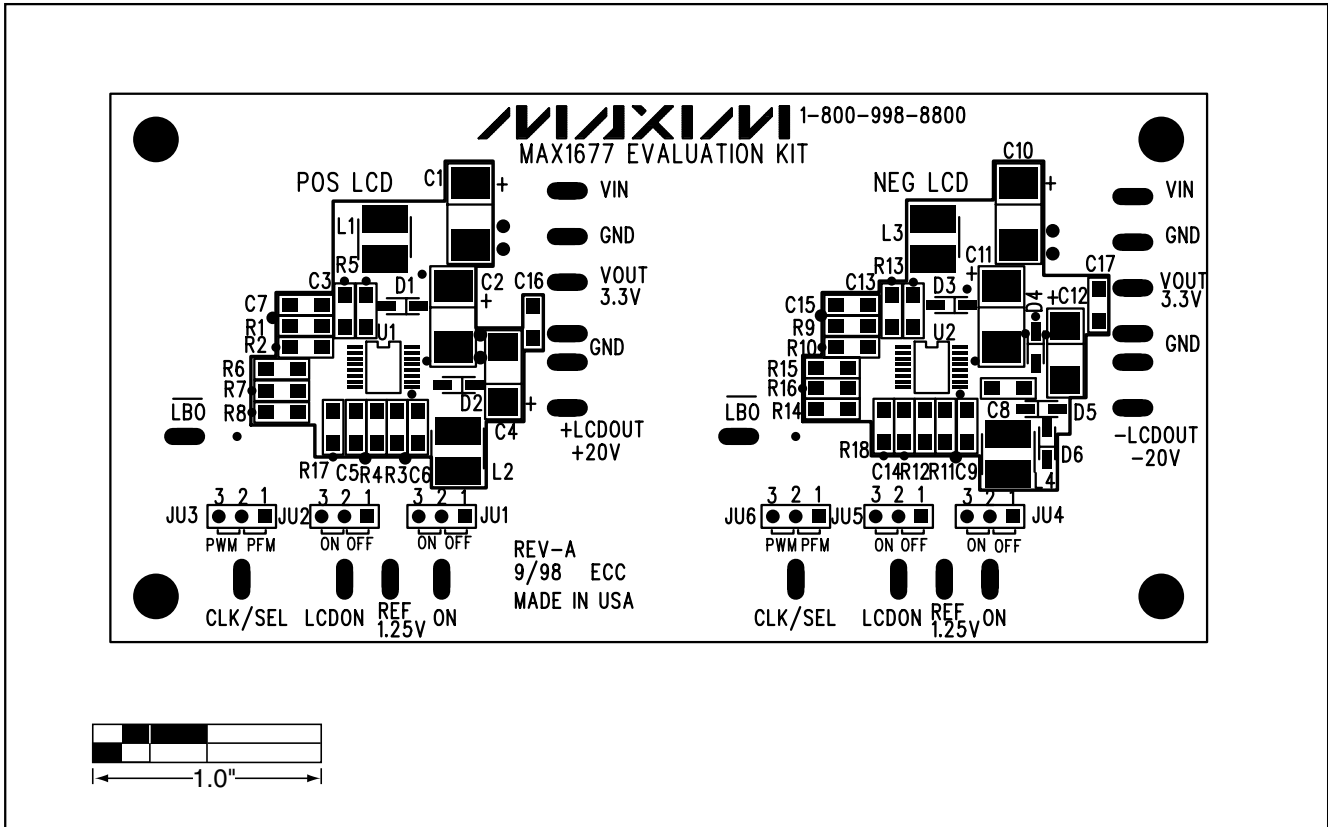 MAXIM 1-800-998-8800
MAX1677 EVALUATION KIT
POS LCD
C1
+
VIN
L1
GND
R5
VOUT
3.3V
C3
D1
C2
+
C16
C7
R1
R2
U1
GND
R6
R7
R8
D2
+
C4
LBO
+LCDOUT
+20V
R17
C5
R4
R3
C6
L2
3 2 1
JU3
PWM PFM
3 2 1
JU2
ON OFF
3 2 1
JU1
ON OFF
CLK/SEL
LCDON
REF
1.25V
ON
REV-A
9/98 ECC
MADE IN USA
NEG LCD
C10
+
VIN
L3
GND
R13
C11
+
C17
VOUT
3.3V
C13
D3
D4
+
C12
C15
R9
R10
U2
GND
R15
R16
R14
C8
D5
LBO
-LCDOUT
-20V
R18
C14
R12
R11
C9
D6
L4
3 2 1
JU6
PWM PFM
3 2 1
JU5
ON OFF
3 2 1
JU4
ON OFF
CLK/SEL
LCDON
REF
1.25V
ON
1.0"